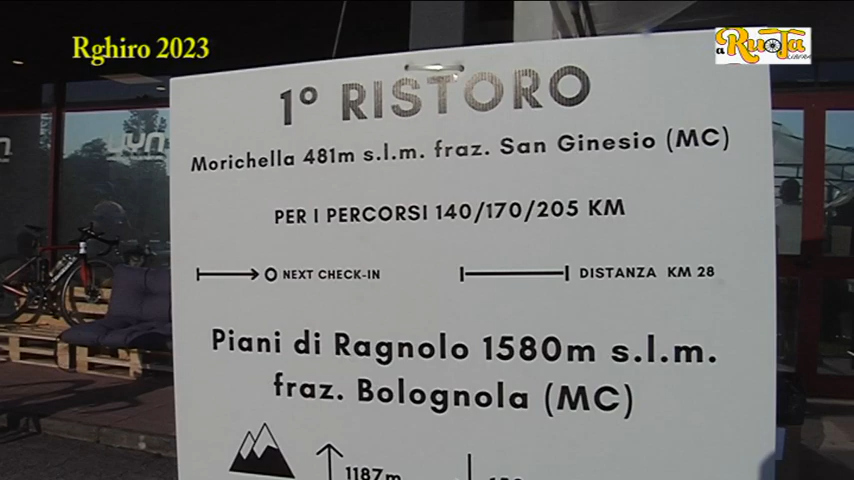 Rghiro 2023
a RuoTa
LIBERA
1° RISTORO
Morichella 481m s.l.m. fraz. San Ginesio (MC)
PER I PERCORSI 140/170/205 KM
NEXT CHECK-IN
DISTANZA KM 28
Piani di Ragnolo 1580m s.l.m.
fraz. Bolognola (MC)
1187m